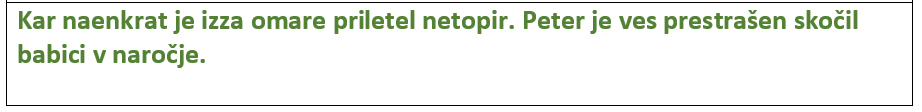 Kar naenkrat je izza omare priletel netopir. Peter je ves prestrašen skočil
babici v naročje.